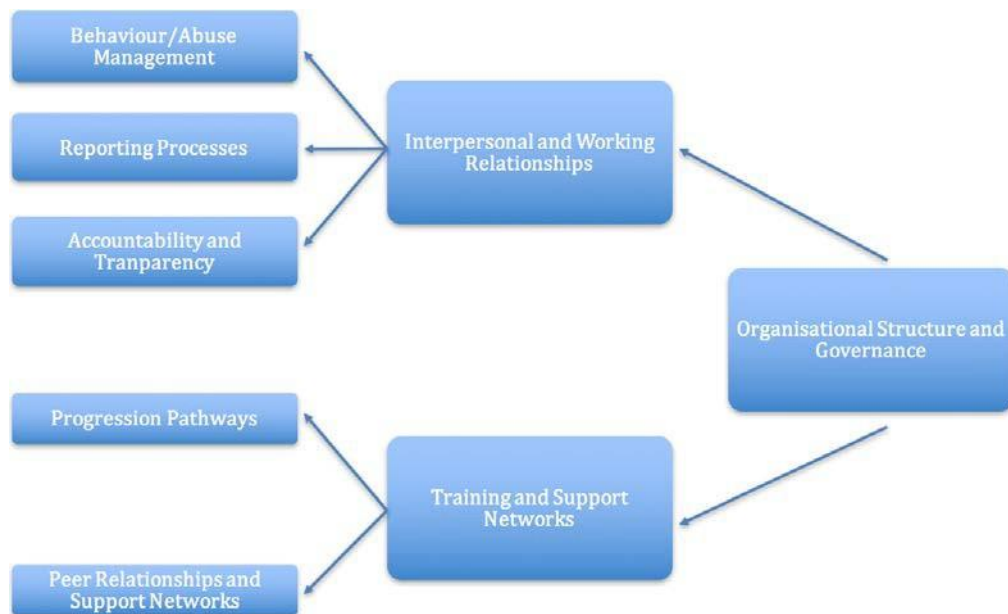 Behaviour/Abuse
Management
Reporting Processes
Accountability and
Tranparency
Interpersonal and Working
Relationships
Organisational Structure and
Governance
Progression Pathways
Training and Support
Networks
Peer Relationships and
Support Networks